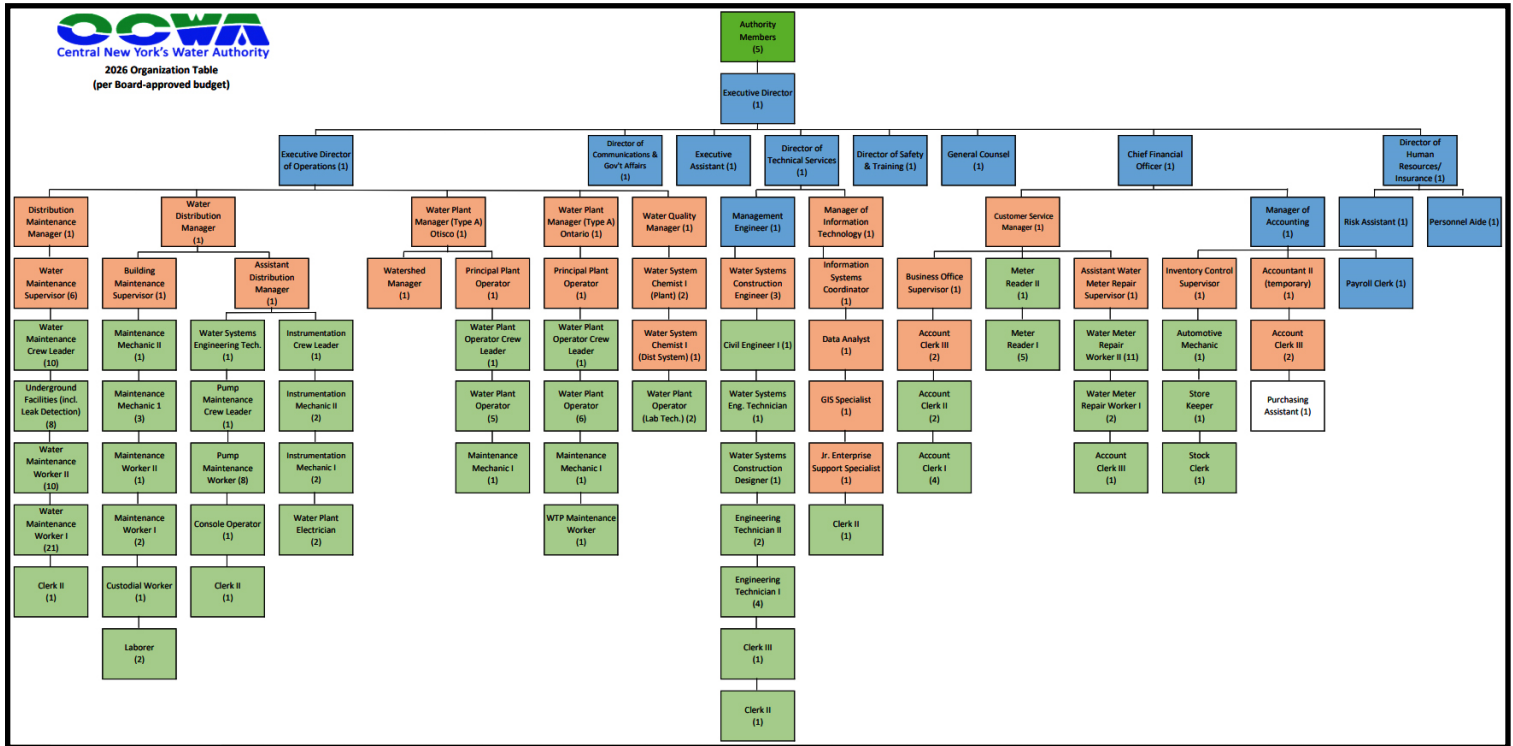 OCWA
Central New York's Water Authority
2026 Organization Table
(per Board-approved budget)
Authority
Members
(5)
Executive Director
(1)
Executive Director
of Operations (1)
Director of
Communications &
Gov't Affairs
(1)
Executive
Assistant (1)
Director of
Technical Services
(1)
Director of Safety
& Training (1)
General Counsel
(1)
Chief Financial
Officer (1)
Director of
Human
Resources/
Insurance (1)
Distribution
Maintenance
Manager (1)
Water
Distribution
Manager
(1)
Water Plant
Manager (Type A)
Otisco (1)
Water Plant
Manager (Type A)
Ontario (1)
Water Quality
Manager (1)
Management
Engineer (1)
Manager of
Information
Technology (1)
Customer Service
Manager (1)
Manager of
Accounting
(1)
Risk Assistant (1)
Personnel Aide (1)
Water
Maintenance
Supervisor (6)
Building
Maintenance
Supervisor (1)
Assistant
Distribution
Manager
(1)
Watershed
Manager
(1)
Principal Plant
Operator
(1)
Principal Plant
Operator
(1)
Water System
Chemist I
(Plant) (2)
Water Systems
Construction
Engineer (3)
Information
Systems
Coordinator
(1)
Business Office
Supervisor (1)
Meter
Reader II
(1)
Assistant Water
Meter Repair
Supervisor (1)
Inventory Control
Supervisor
(1)
Accountant II
(temporary)
(1)
Payroll Clerk (1)
Water
Maintenance
Crew Leader
(10)
Maintenance
Mechanic II
(1)
Water Systems
Engineering Tech.
(1)
Instrumentation
Crew Leader
(1)
Water Plant
Operator Crew
Leader
(1)
Water Plant
Operator Crew
Leader
(1)
Water System
Chemist I
(Dist System) (1)
Civil Engineer I (1)
Data Analyst
(1)
Account
Clerk III
(2)
Meter
Reader I
(5)
Water Meter
Repair
Worker II (11)
Automotive
Mechanic
(1)
Account
Clerk III
(2)
Underground
Facilities (incl.
Leak Detection)
(8)
Maintenance
Mechanic 1
(3)
Pump
Maintenance
Crew Leader
(1)
Instrumentation
Mechanic II
(2)
Water Plant
Operator
(5)
Water Plant
Operator
(6)
Water Plant
Operator
(Lab Tech.) (2)
Water Systems
Eng. Technician
(1)
GIS Specialist
(1)
Account
Clerk II
(2)
Water Meter
Repair Worker I
(2)
Store
Keeper
(1)
Purchasing
Assistant (1)
Water
Maintenance
Worker II
(10)
Maintenance
Worker II
(1)
Pump
Maintenance
Worker (8)
Instrumentation
Mechanic I
(2)
Maintenance
Mechanic I
(1)
Maintenance
Mechanic I
(1)
Water Systems
Construction
Designer (1)
Jr. Enterprise
Support Specialist
(1)
Account
Clerk I
(4)
Account
Clerk III
(1)
Stock
Clerk
(1)
Water
Maintenance
Worker I
(21)
Maintenance
Worker I
(2)
Console Operator
(1)
Water Plant
Electrician
(2)
WTP Maintenance
Worker
(1)
Engineering
Technician II
(2)
Clerk II
(1)
Clerk II
(1)
Custodial Worker
(1)
Clerk II
(1)
Engineering
Technician I
(4)
Laborer
(2)
Clerk III
(1)
Clerk II
(1)